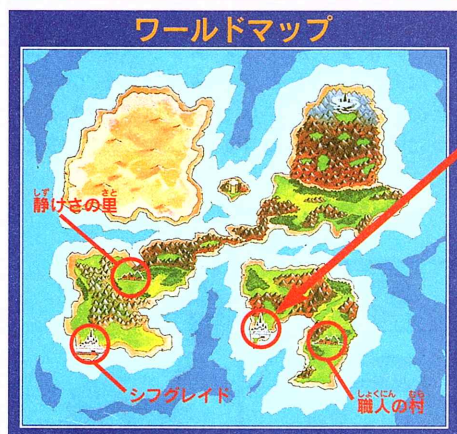 ワールドマップ
しず さと
静けさの里
シフグレイド
しょくにん むら
職人の村